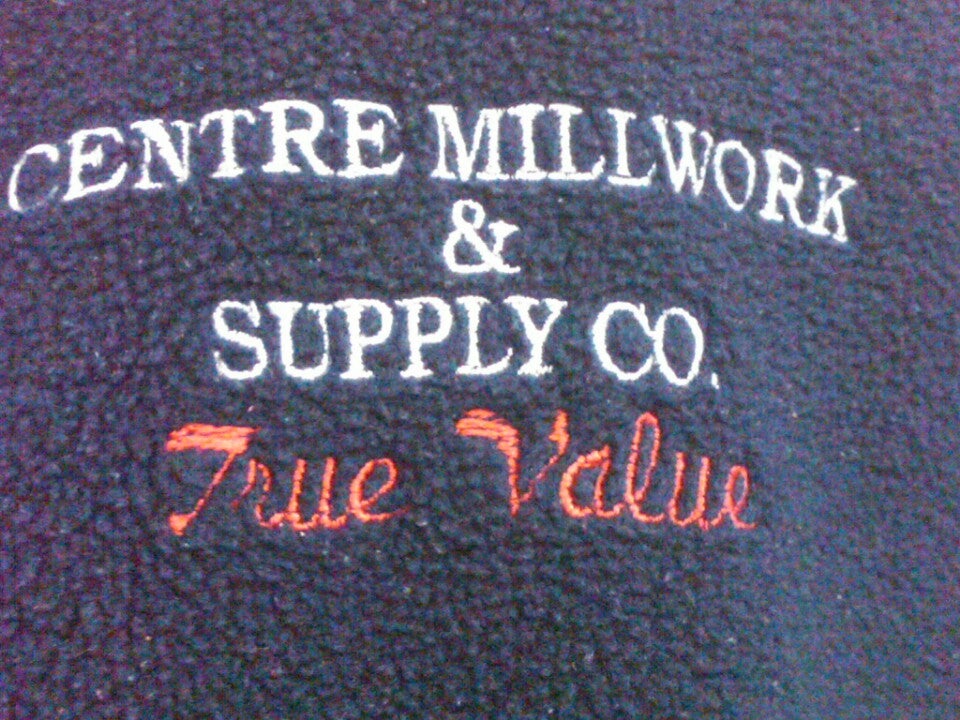 CENTRE MILLWORK
&
SUPPLY CO.
True Value